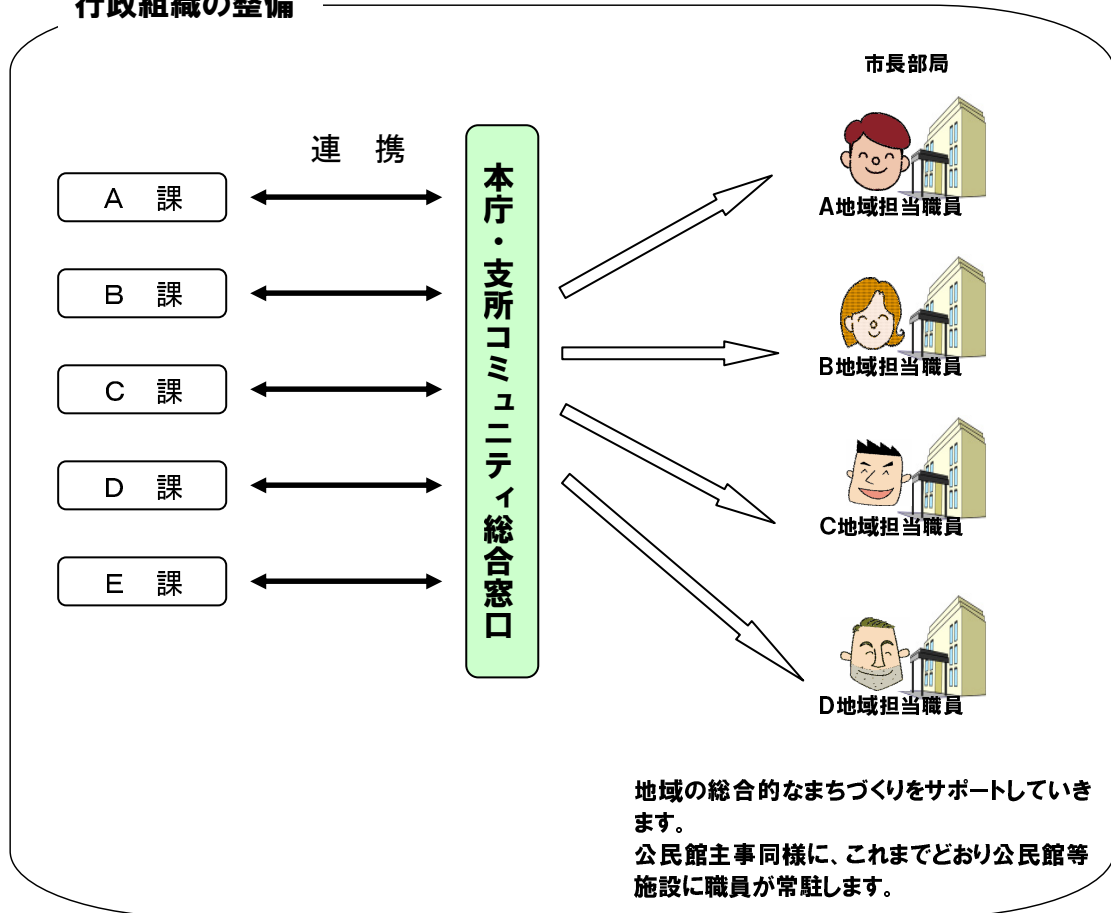 行政組織の整備
市長部局
連 携
A 課
B 課
C 課
D 課
E 課
本庁・支所コミュニティ総合窓口
A地域担当職員
B地域担当職員
C地域担当職員
D地域担当職員
地域の総合的なまちづくりをサポートしていき
ます。
公民館主事同様に、これまでどおり公民館等
施設に職員が常駐します。